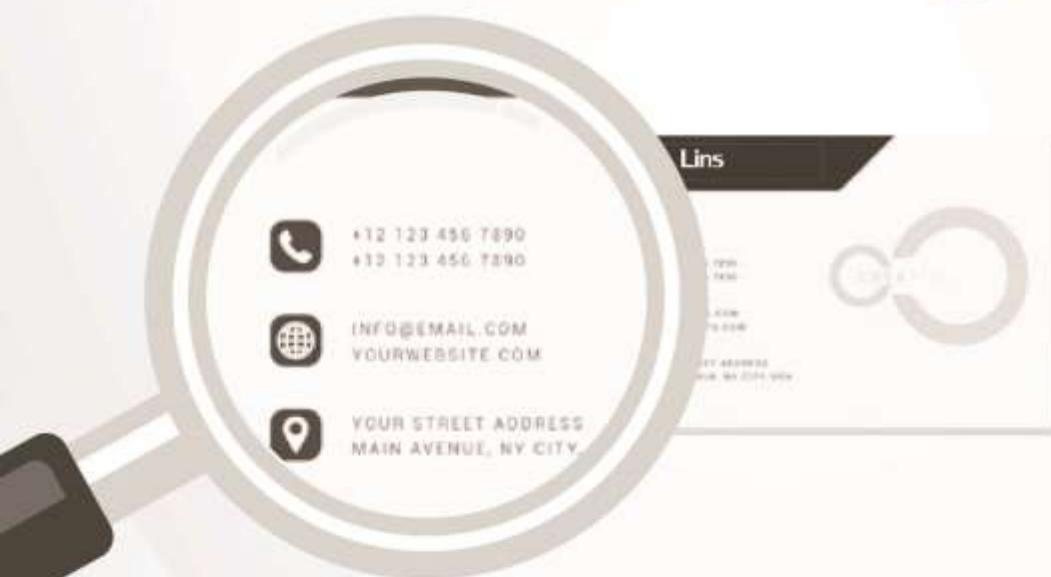 Lins
+12 123 456 7890
+12 123 456 7890
INFO@EMAIL.COM
YOURWEBSITE.COM
YOUR STREET ADDRESS
MAIN AVENUE, NY CITY